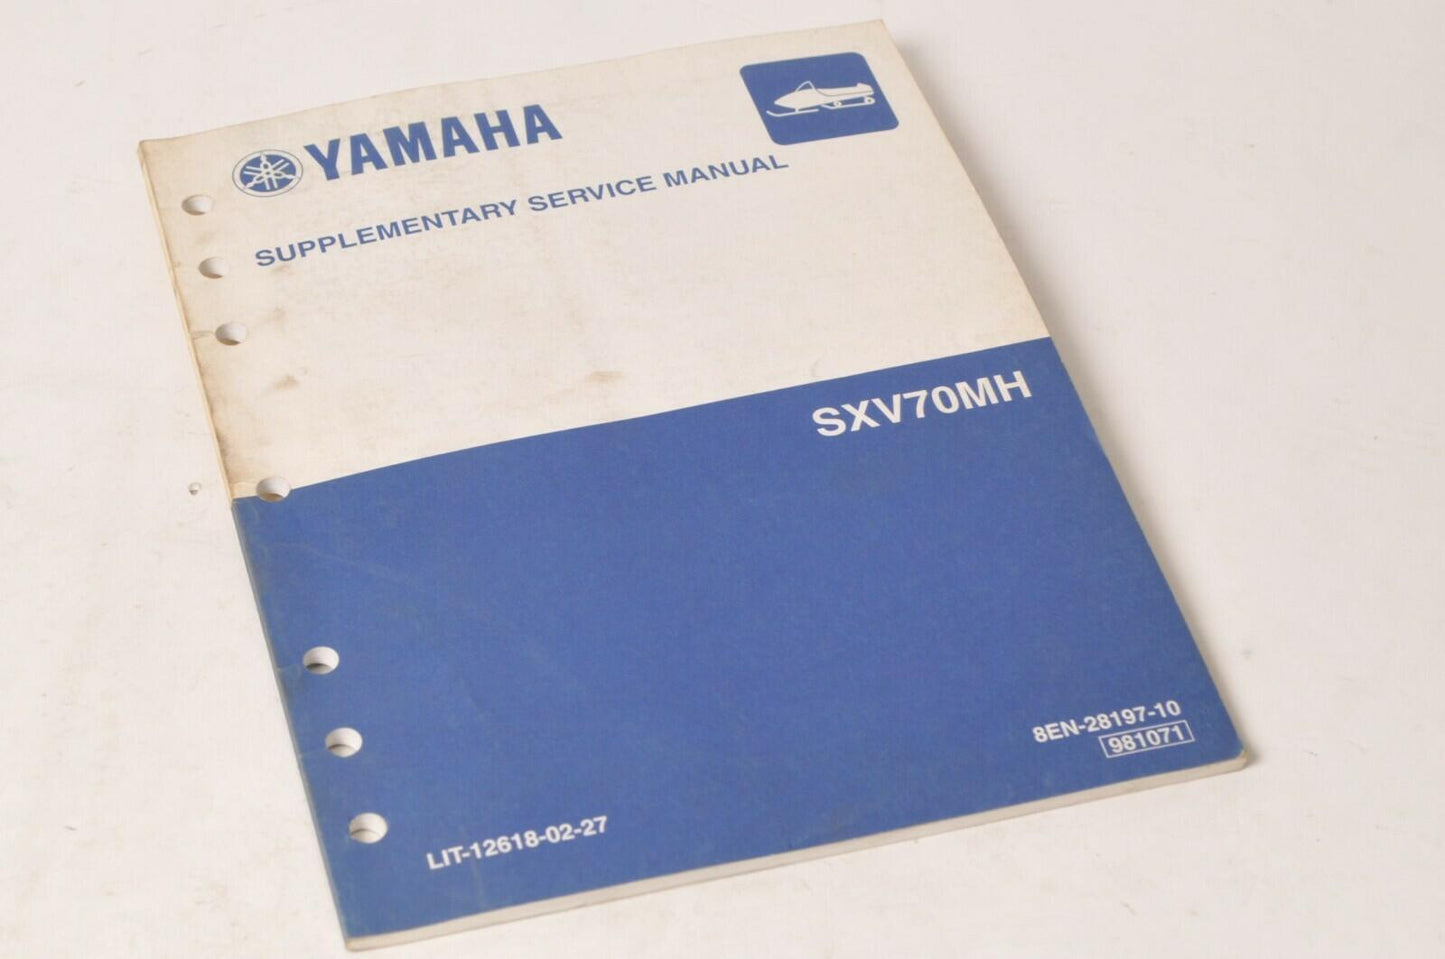 YAMAHA
SUPPLEMENTARY SERVICE MANUAL
SXV70MH
8EN-28197-10
981071
LIT-12618-02-27